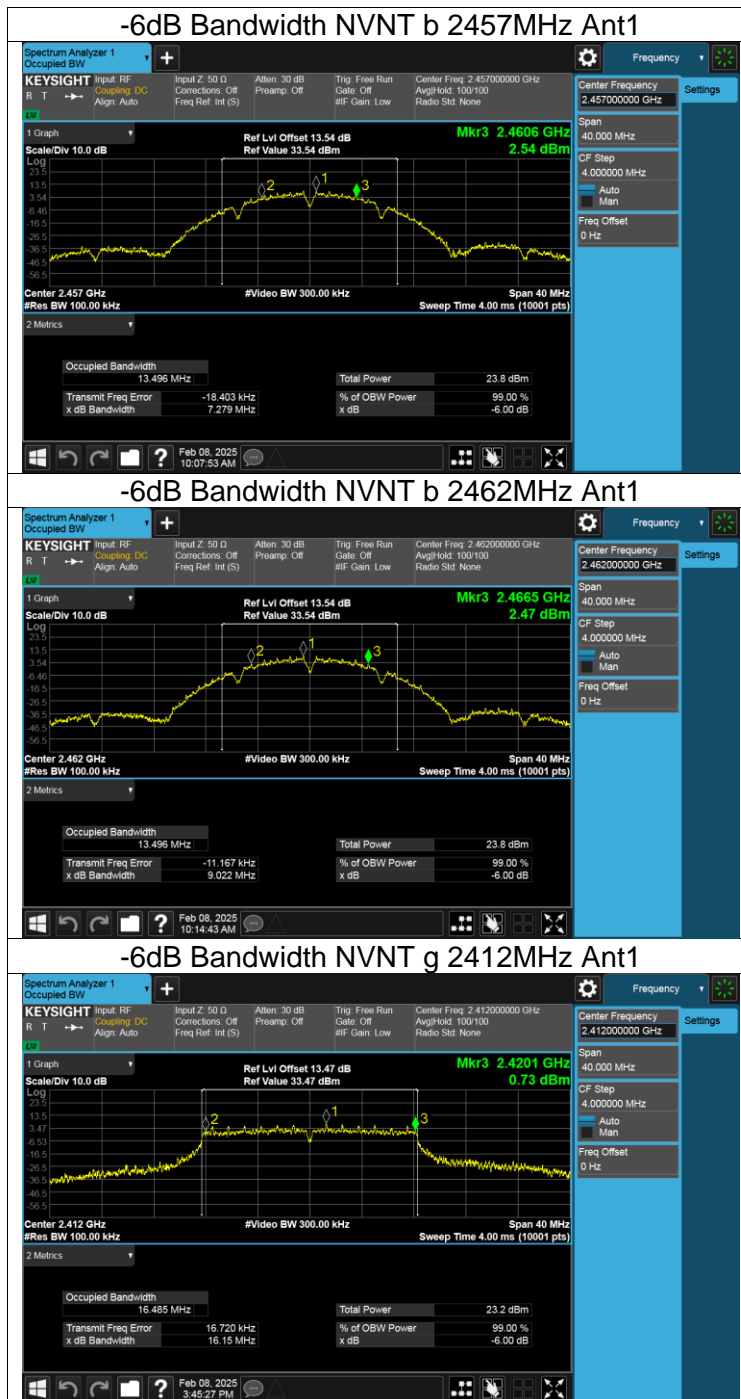 -6dB Bandwidth NVNT b 2457MHz Ant1
Spectrum Analyzer 1
Occupied BW
Frequency
KEYSIGHT Input: RF Input Z: 50 Ω Atten: 30 dB Trig: Free Run Center Freq: 2.457000000 GHz
R T Coupling: DC Corrections: Off Preamp: Off Gate: Off Avg|Hold: 100/100
Align: Auto Freq Ref: Int (S) #IF Gain: Low Radio Std: None
LXI
Center Frequency
2.457000000 GHz
Settings
Span
40.000 MHz
CF Step
4.000000 MHz
Auto
Man
Freq Offset
0 Hz
1 Graph
Ref Lvl Offset 13.54 dB
Mkr3 2.4606 GHz
Scale/Div 10.0 dB
Ref Value 33.54 dBm
2.54 dBm
Log
23.5
13.5
3.54
-6.46
-16.5
-26.5
-36.5
-46.5
-56.5
2
1
3
Center 2.457 GHz #Video BW 300.00 kHz Span 40 MHz
#Res BW 100.00 kHz Sweep Time 4.00 ms (10001 pts)
2 Metrics
Occupied Bandwidth
13.496 MHz Total Power 23.8 dBm
Transmit Freq Error -18.403 kHz % of OBW Power 99.00 %
x dB Bandwidth 7.279 MHz x dB -6.00 dB
Feb 08, 2025
10:07:53 AM
-6dB Bandwidth NVNT b 2462MHz Ant1
Spectrum Analyzer 1
Occupied BW
Frequency
KEYSIGHT Input: RF Input Z: 50 Ω Atten: 30 dB Trig: Free Run Center Freq: 2.462000000 GHz
R T Coupling: DC Corrections: Off Preamp: Off Gate: Off Avg|Hold: 100/100
Align: Auto Freq Ref: Int (S) #IF Gain: Low Radio Std: None
LXI
Center Frequency
2.462000000 GHz
Settings
Span
40.000 MHz
CF Step
4.000000 MHz
Auto
Man
Freq Offset
0 Hz
1 Graph
Ref Lvl Offset 13.54 dB
Mkr3 2.4665 GHz
Scale/Div 10.0 dB
Ref Value 33.54 dBm
2.47 dBm
Log
23.5
13.5
3.54
-6.46
-16.5
-26.5
-36.5
-46.5
-56.5
2
1
3
Center 2.462 GHz #Video BW 300.00 kHz Span 40 MHz
#Res BW 100.00 kHz Sweep Time 4.00 ms (10001 pts)
2 Metrics
Occupied Bandwidth
13.496 MHz Total Power 23.8 dBm
Transmit Freq Error -11.167 kHz % of OBW Power 99.00 %
x dB Bandwidth 9.022 MHz x dB -6.00 dB
Feb 08, 2025
10:14:43 AM
-6dB Bandwidth NVNT g 2412MHz Ant1
Spectrum Analyzer 1
Occupied BW
Frequency
KEYSIGHT Input: RF Input Z: 50 Ω Atten: 30 dB Trig: Free Run Center Freq: 2.412000000 GHz
R T Coupling: DC Corrections: Off Preamp: Off Gate: Off Avg|Hold: 100/100
Align: Auto Freq Ref: Int (S) #IF Gain: Low Radio Std: None
LXI
Center Frequency
2.412000000 GHz
Settings
Span
40.000 MHz
CF Step
4.000000 MHz
Auto
Man
Freq Offset
0 Hz
1 Graph
Ref Lvl Offset 13.47 dB
Mkr3 2.4201 GHz
Scale/Div 10.0 dB
Ref Value 33.47 dBm
0.73 dBm
Log
23.5
13.5
3.47
-6.53
-16.5
-26.5
-36.5
-46.5
-56.5
2
1
3
Center 2.412 GHz #Video BW 300.00 kHz Span 40 MHz
#Res BW 100.00 kHz Sweep Time 4.00 ms (10001 pts)
2 Metrics
Occupied Bandwidth
16.485 MHz Total Power 23.2 dBm
Transmit Freq Error 16.720 kHz % of OBW Power 99.00 %
x dB Bandwidth 16.15 MHz x dB -6.00 dB
Feb 08, 2025
3:45:27 PM